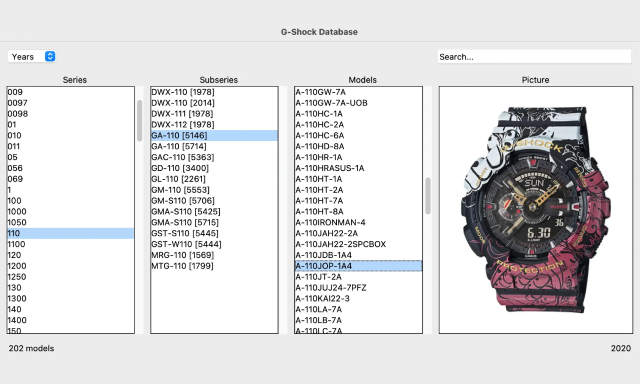 G-Shock Database
Years
Search...
Series
Subseries
Models
Picture
009
0097
0098
01
010
011
05
056
069
1
100
1000
1050
110
1100
120
1200
1250
130
1300
140
1400
150
DWX-110 [1978]
DWX-110 [2014]
DWX-111 [1978]
DWX-112 [1978]
GA-110 [5146]
GA-110 [5714]
GAC-110 [5363]
GD-110 [3400]
GL-110 [2261]
GM-110 [5553]
GM-S110 [5706]
GMA-S110 [5425]
GMA-S110 [5715]
GST-S110 [5445]
GST-W110 [5444]
MRG-110 [1569]
MTG-110 [1799]
A-110GW-7A
A-110GW-7A-UOB
A-110HC-1A
A-110HC-2A
A-110HC-6A
A-110HD-8A
A-110HR-1A
A-110HRASUS-1A
A-110HT-1A
A-110HT-2A
A-110HT-7A
A-110HT-8A
A-110IRONMAN-4
A-110JAH22-2A
A-110JAH22-2SPCBOX
A-110JDB-1A4
A-110JOP-1A4
A-110JT-2A
A-110JUJ24-7PFZ
A-110KAI22-3
A-110LA-7A
A-110LB-7A
A-110LC-7A
G-SHOCK
SUN
36
6.30
PROTECTION
202 models
2020